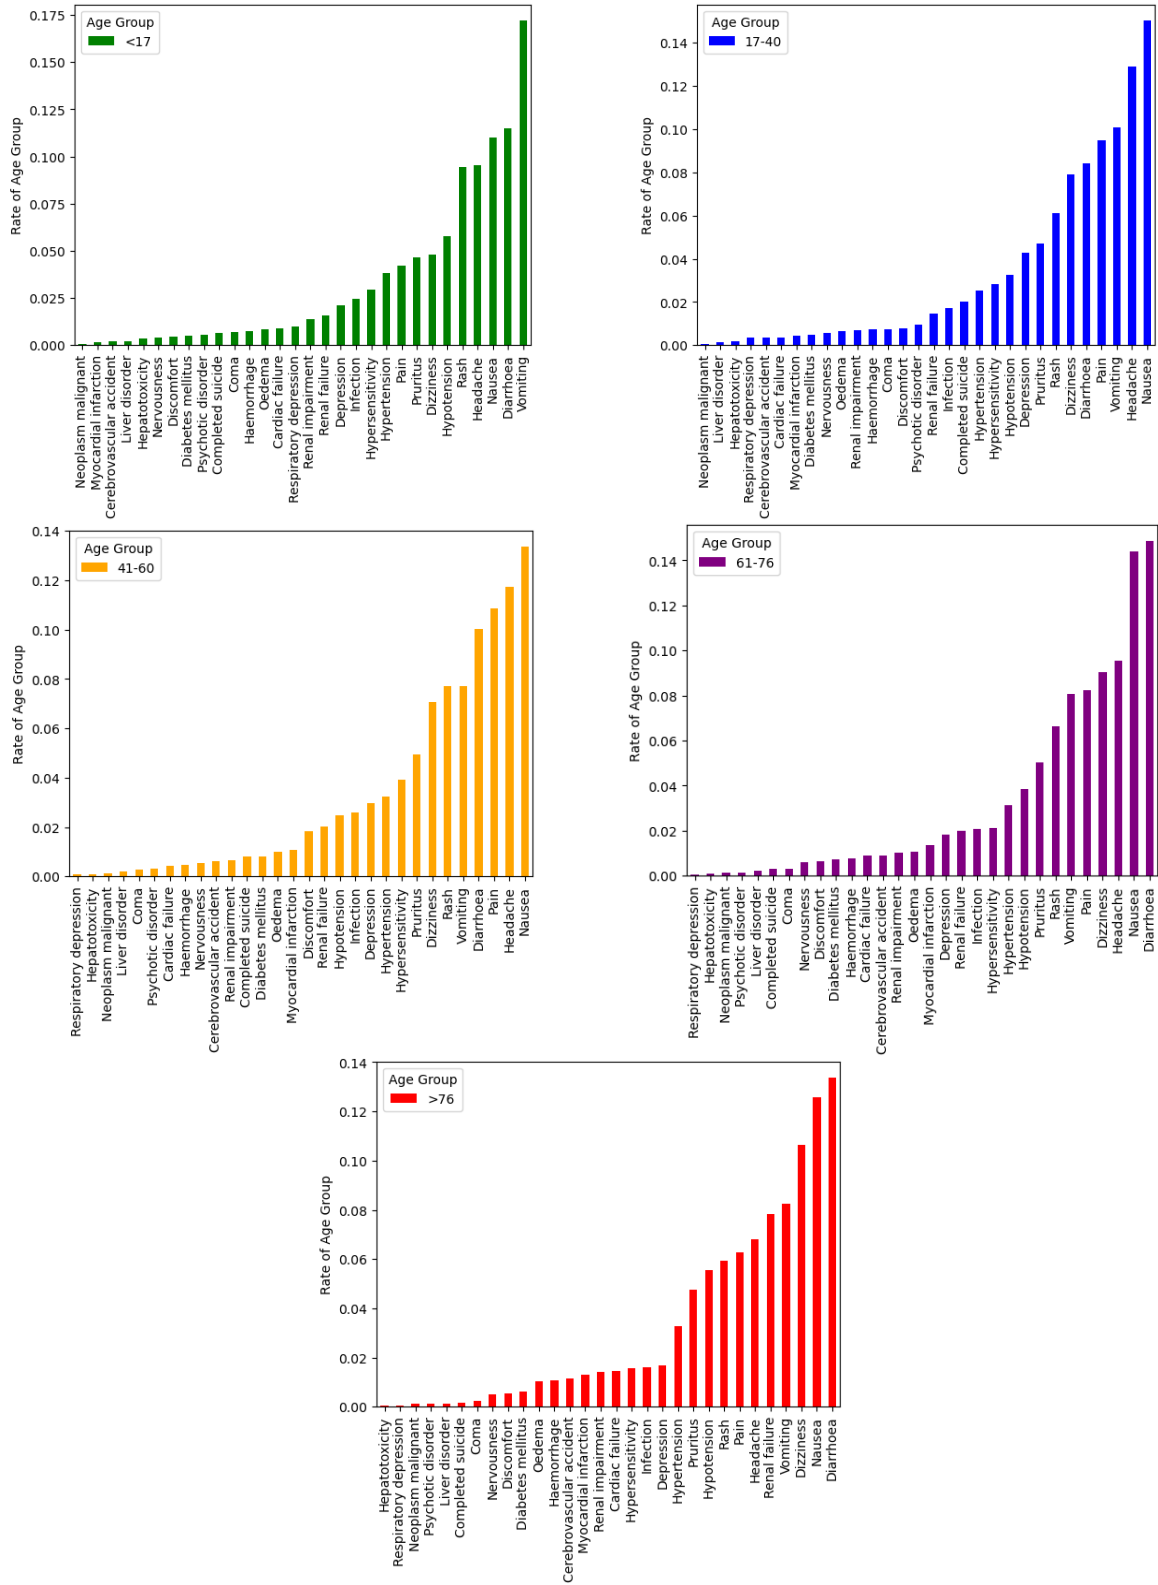 Age Group
<17
Rate of Age Group
0.175
0.150
0.125
0.100
0.075
0.050
0.025
0.000
Neoplasm malignant
Myocardial infarction
Cerebrovascular accident
Liver disorder
Hepatotoxicity
Nervousness
Discomfort
Diabetes mellitus
Psychotic disorder
Completed suicide
Coma
Haemorrhage
Oedema
Cardiac failure
Respiratory depression
Renal impairment
Renal failure
Depression
Infection
Hypersensitivity
Hypertension
Pain
Pruritus
Dizziness
Hypotension
Rash
Headache
Nausea
Diarrhoea
Vomiting
Age Group
17-40
Rate of Age Group
0.14
0.12
0.10
0.08
0.06
0.04
0.02
0.00
Neoplasm malignant
Liver disorder
Hepatotoxicity
Respiratory depression
Cerebrovascular accident
Cardiac failure
Myocardial infarction
Diabetes mellitus
Nervousness
Oedema
Renal impairment
Haemorrhage
Coma
Discomfort
Psychotic disorder
Renal failure
Infection
Completed suicide
Hypertension
Hypersensitivity
Hypotension
Depression
Pruritus
Rash
Dizziness
Diarrhoea
Pain
Vomiting
Headache
Nausea
Age Group
41-60
Rate of Age Group
0.14
0.12
0.10
0.08
0.06
0.04
0.02
0.00
Respiratory depression
Hepatotoxicity
Neoplasm malignant
Liver disorder
Coma
Psychotic disorder
Cardiac failure
Haemorrhage
Nervousness
Cerebrovascular accident
Renal impairment
Completed suicide
Diabetes mellitus
Oedema
Myocardial infarction
Discomfort
Renal failure
Hypotension
Infection
Depression
Hypertension
Hypersensitivity
Pruritus
Dizziness
Rash
Vomiting
Diarrhoea
Pain
Headache
Nausea
Age Group
61-76
Rate of Age Group
0.14
0.12
0.10
0.08
0.06
0.04
0.02
0.00
Respiratory depression
Hepatotoxicity
Neoplasm malignant
Psychotic disorder
Liver disorder
Completed suicide
Coma
Nervousness
Discomfort
Diabetes mellitus
Haemorrhage
Cardiac failure
Cerebrovascular accident
Renal impairment
Oedema
Myocardial infarction
Depression
Renal failure
Infection
Hypersensitivity
Hypertension
Hypotension
Pruritus
Rash
Vomiting
Pain
Dizziness
Headache
Nausea
Diarrhoea
Age Group
>76
Rate of Age Group
0.14
0.12
0.10
0.08
0.06
0.04
0.02
0.00
Hepatotoxicity
Respiratory depression
Neoplasm malignant
Psychotic disorder
Liver disorder
Completed suicide
Coma
Nervousness
Discomfort
Diabetes mellitus
Oedema
Haemorrhage
Cerebrovascular accident
Myocardial infarction
Renal impairment
Cardiac failure
Hypersensitivity
Infection
Depression
Hypertension
Pruritus
Hypotension
Rash
Pain
Headache
Renal failure
Vomiting
Dizziness
Nausea
Diarrhoea